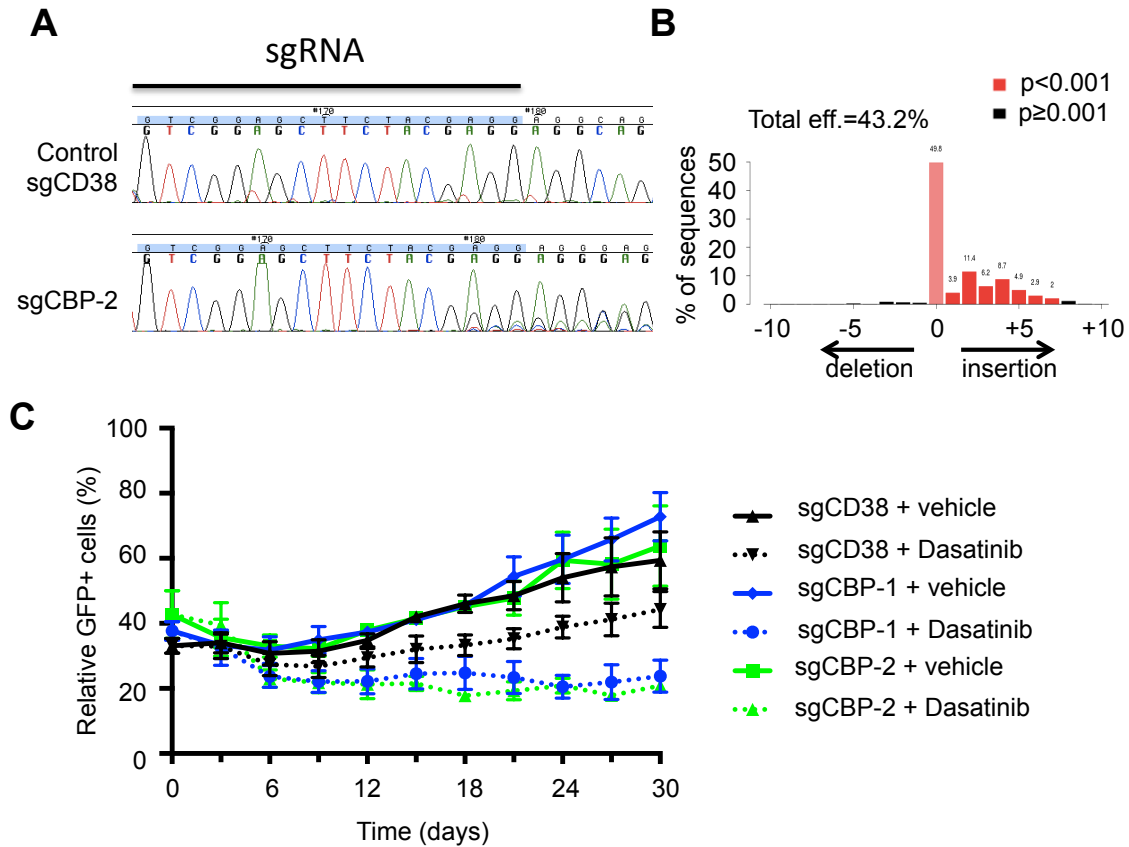 A
sgRNA
#170 #180
G T C G G A G C T T C T A C G A G G A G G C A G
G T C G G A G C T T C T A C G A G G A G G C A G
Control
sgCD38
#170 #180
G T C G G A G C T T C T A C G A G G A G G G A G
G T C G G A G C T T C T A C G A G G A G G G A G
sgCBP-2
B
p<0.001
p≥0.001
Total eff.=43.2%
% of sequences
50
40
30
20
10
0
49.8
3.9
11.4
6.2
8.7
4.9
2.9
2
-10 -5 0 +5 +10
deletion insertion
C
Relative GFP+ cells (%)
100
80
60
40
20
0
0 6 12 18 24 30
Time (days)
sgCD38 + vehicle
sgCD38 + Dasatinib
sgCBP-1 + vehicle
sgCBP-1 + Dasatinib
sgCBP-2 + vehicle
sgCBP-2 + Dasatinib